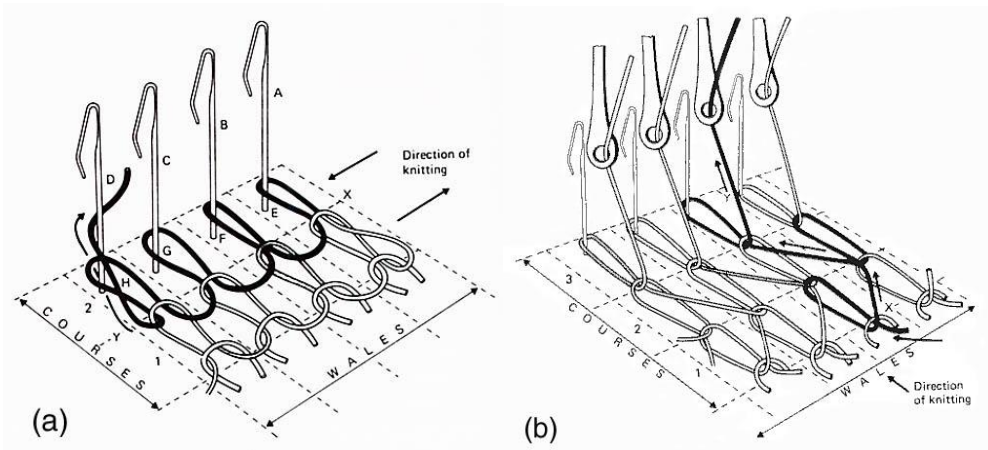 A
B
C
D
E
F
G
H
X
Y
Direction of
knitting
2
1
COURSES
WALES
(a)
Y
X
3
2
1
COURSES
WALES
Direction
of knitting
(b)